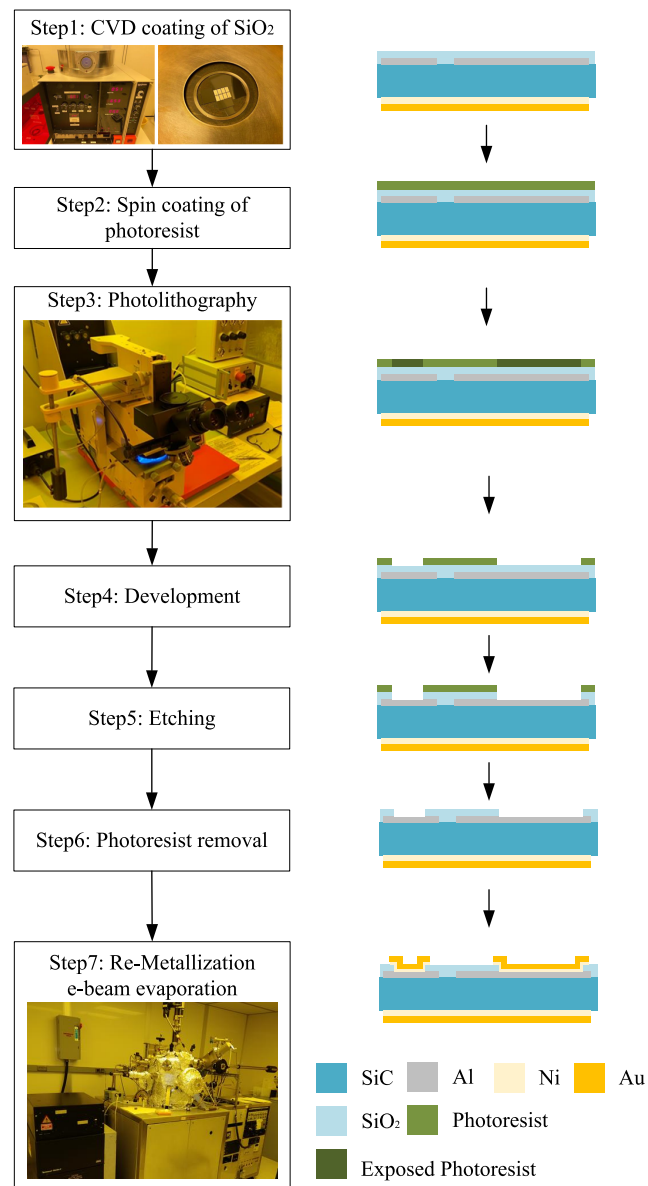 Step1: CVD coating of SiO₂
Step2: Spin coating of
photoresist
Step3: Photolithography
Step4: Development
Step5: Etching
Step6: Photoresist removal
Step7: Re-Metallization
e-beam evaporation
SiC Al Ni Au
SiO₂ Photoresist
Exposed Photoresist